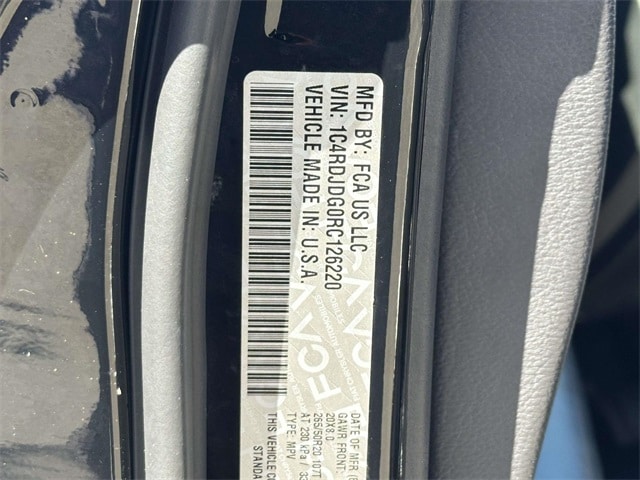 MFD BY: FCA US LLC
VIN: 1C4RDJDG0RC126220
VEHICLE MADE IN: U.S.A.
FCA
DATE OF MFR
GAWR FRONT:
20X8.0
265/50R20 107T
AT 230 kPa / 33
TYPE: MPV
THIS VEHICLE
STANDA